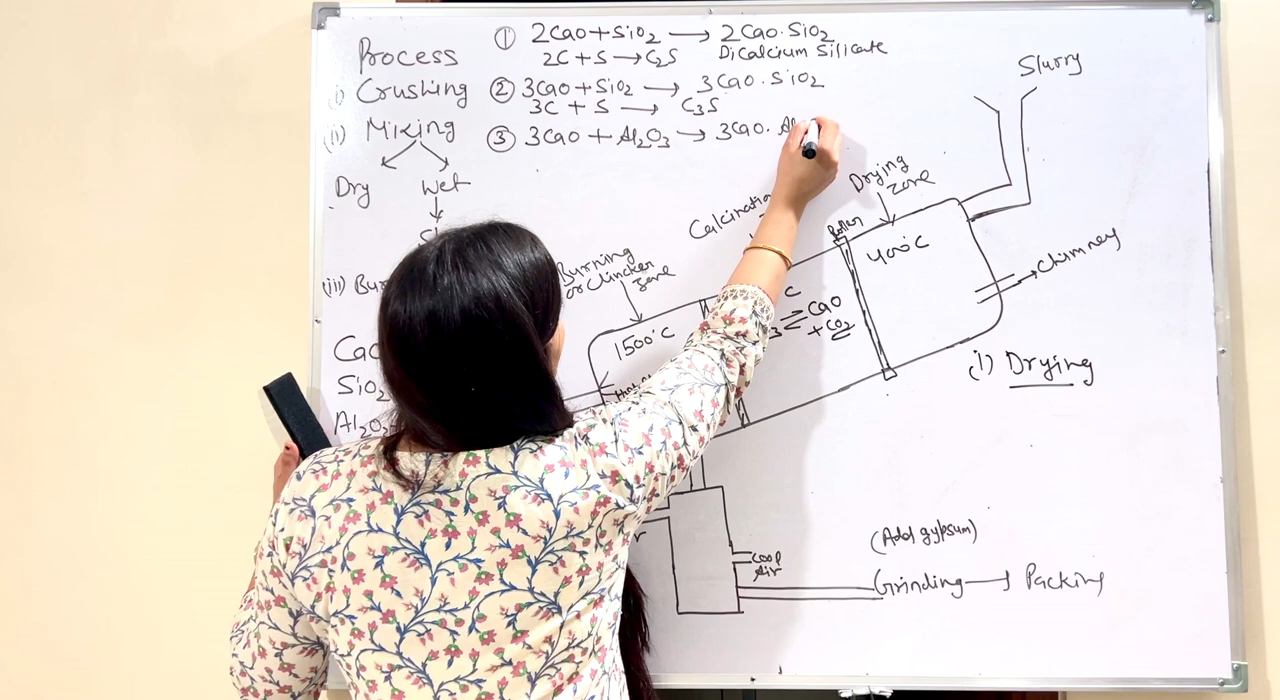 Process
(i) Crushing
(ii) Mixing
Dry Wet
(iii) Bur
CaO
SiO2
Al2O3
① 2CaO + SiO2 → 2CaO·SiO2
2C + S → C2S Dicalcium Silicate
② 3CaO + SiO2 → 3CaO·SiO2
3C + S → C3S
③ 3CaO + Al2O3 → 3CaO·Al
Slurry
Drying
zone
Calcination
Roller
400°C
Chimney
Burning
or Clincker
zone
1500°C
C
⇌ CaO
+ CO2
(i) Drying
(Add gypsum)
Cool
Air
Grinding → Packing